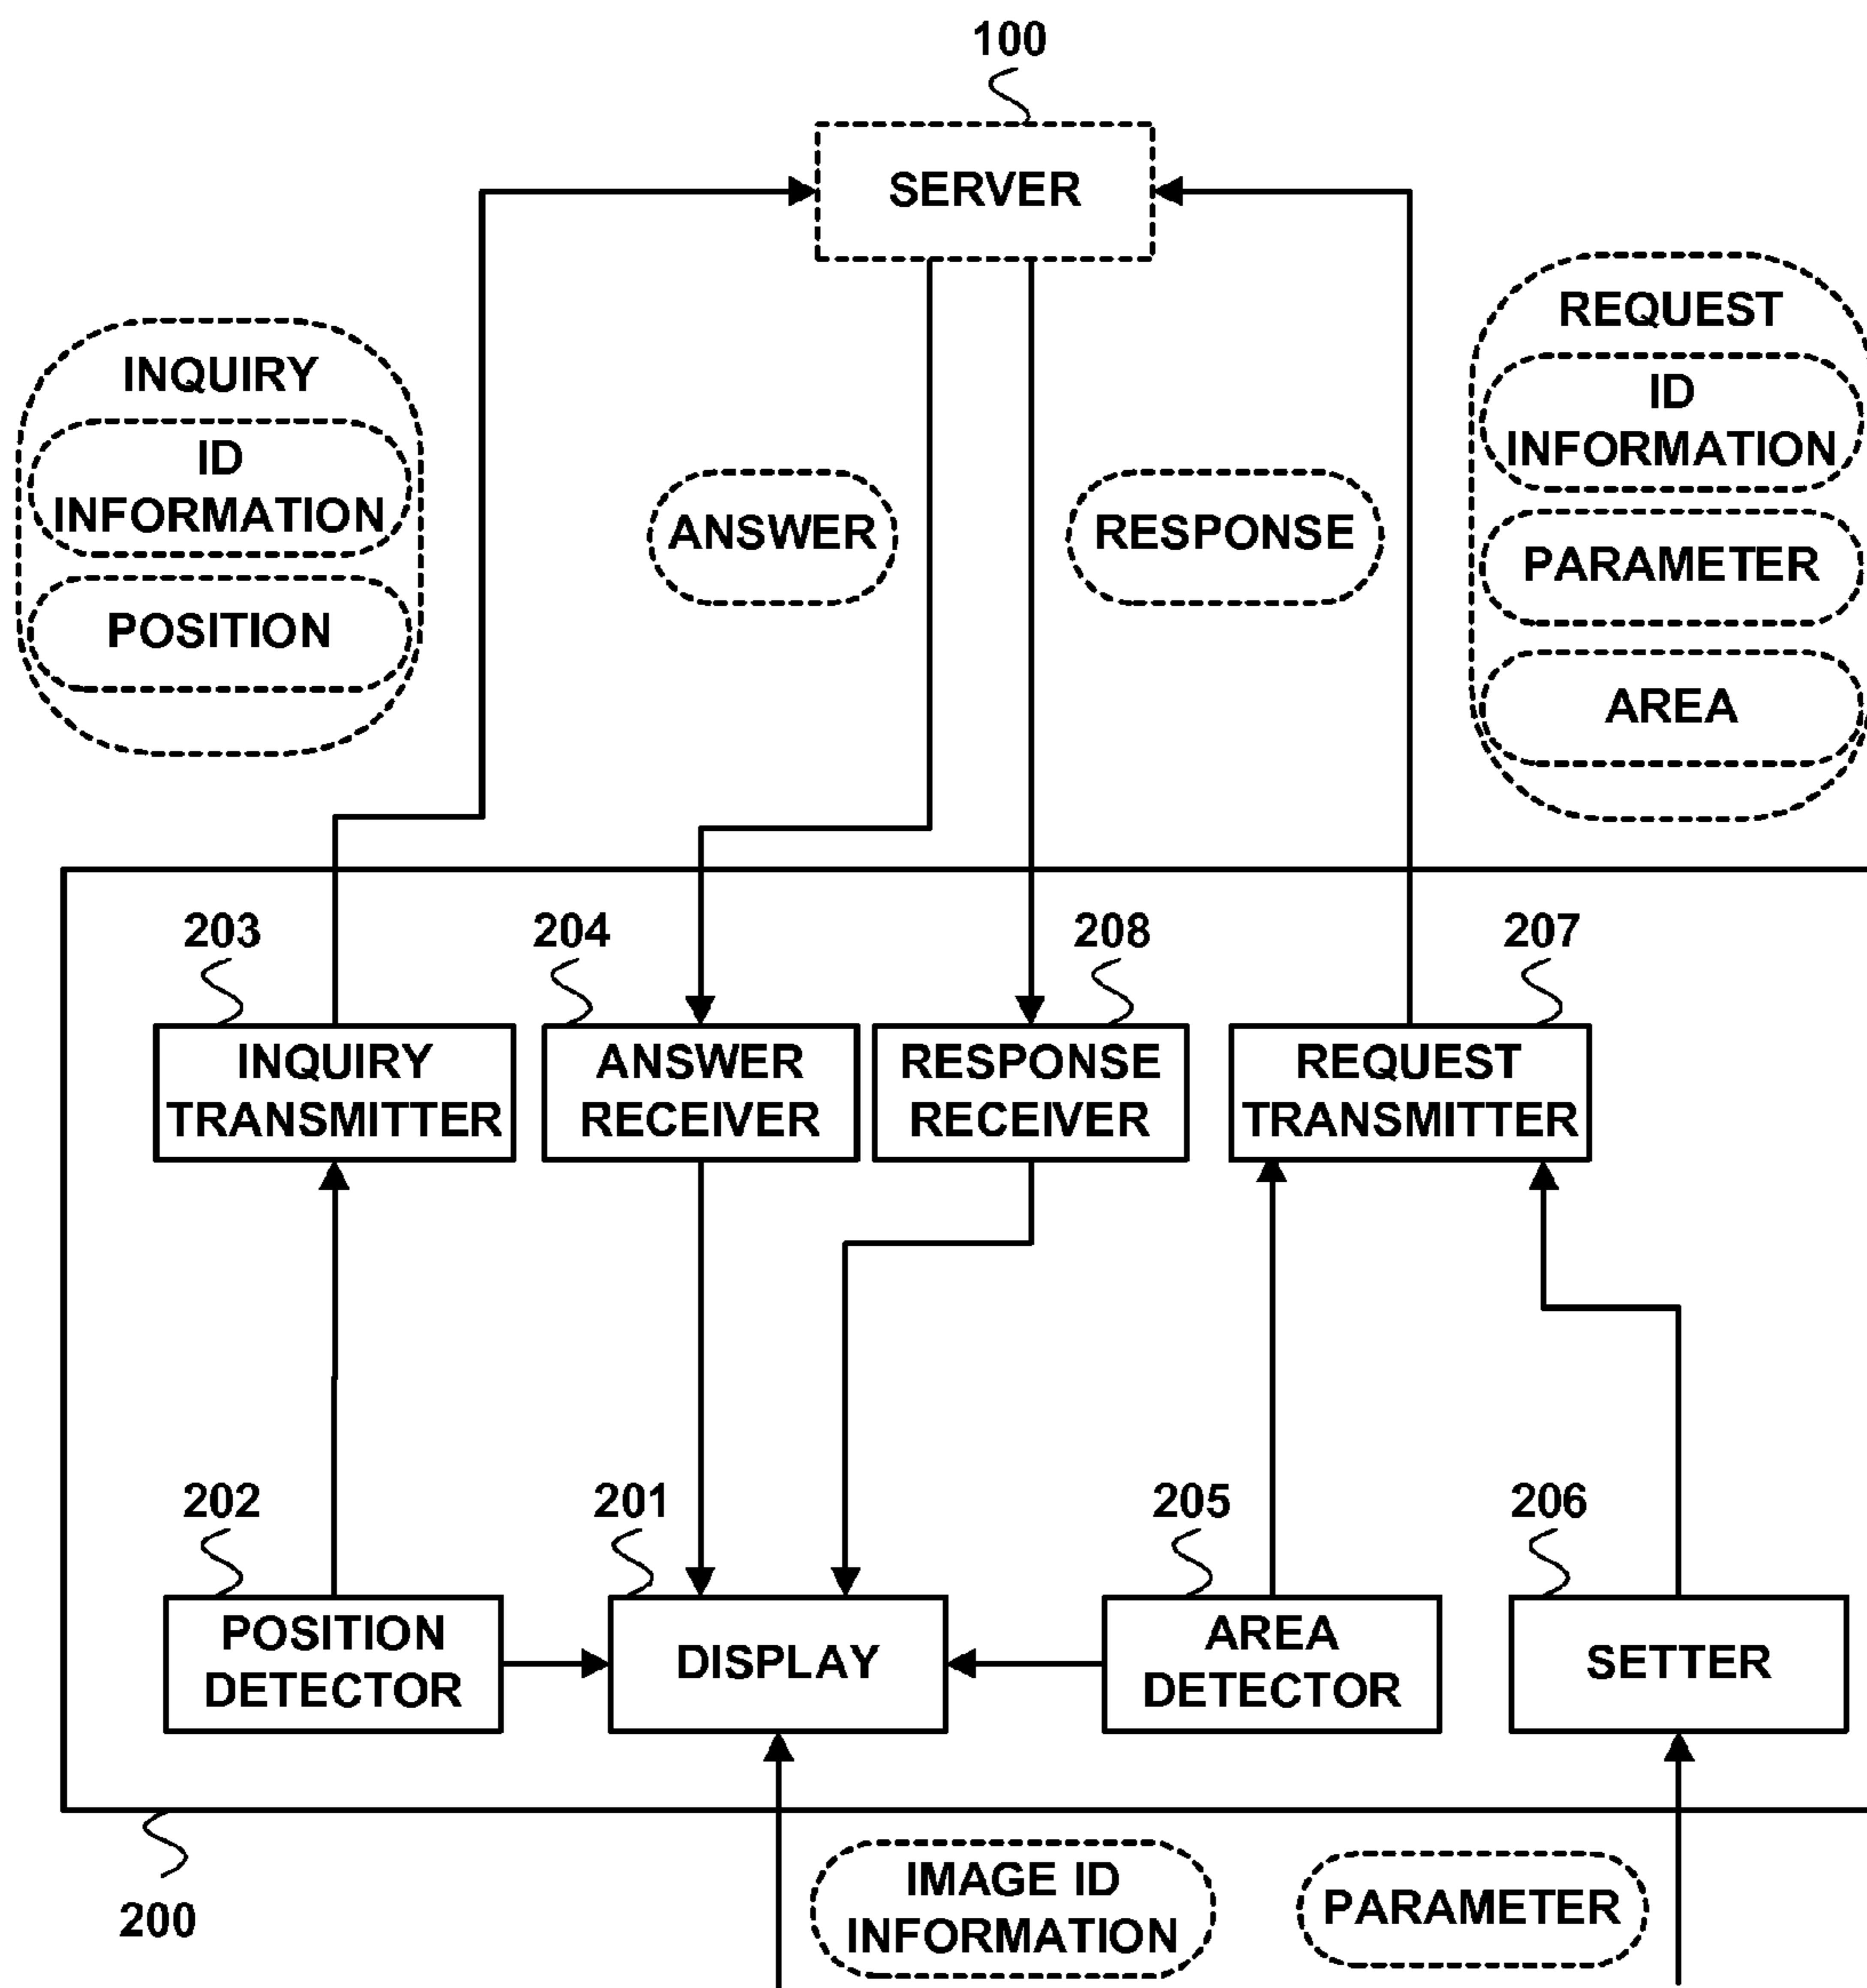 100
SERVER
INQUIRY
ID
INFORMATION
POSITION
ANSWER
RESPONSE
REQUEST
ID
INFORMATION
PARAMETER
AREA
203
204
208
207
INQUIRY
TRANSMITTER
ANSWER
RECEIVER
RESPONSE
RECEIVER
REQUEST
TRANSMITTER
202
201
205
206
POSITION
DETECTOR
DISPLAY
AREA
DETECTOR
SETTER
200
IMAGE ID
INFORMATION
PARAMETER